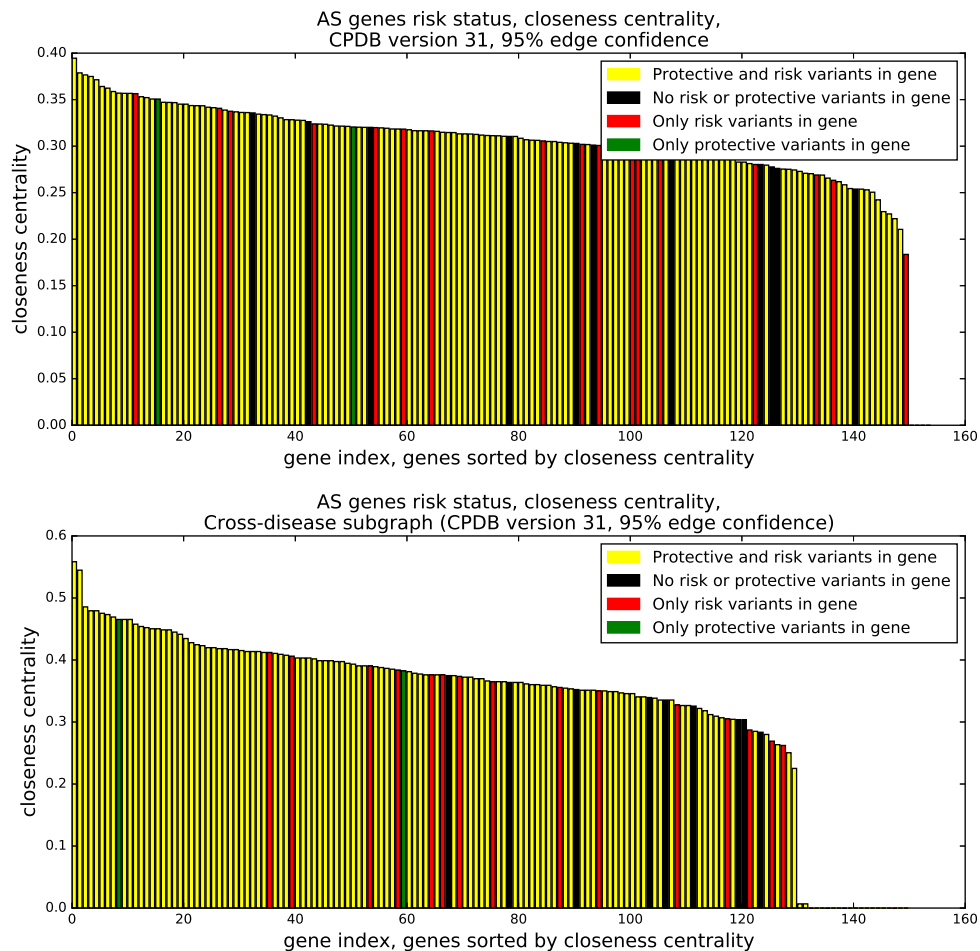 AS genes risk status, closeness centrality,
CPDB version 31, 95% edge confidence
0.40
0.35
0.30
0.25
0.20
0.15
0.10
0.05
0.00
closeness centrality
Protective and risk variants in gene
No risk or protective variants in gene
Only risk variants in gene
Only protective variants in gene
0 20 40 60 80 100 120 140 160
gene index, genes sorted by closeness centrality
AS genes risk status, closeness centrality,
Cross-disease subgraph (CPDB version 31, 95% edge confidence)
0.6
0.5
0.4
0.3
0.2
0.1
0.0
closeness centrality
Protective and risk variants in gene
No risk or protective variants in gene
Only risk variants in gene
Only protective variants in gene
0 20 40 60 80 100 120 140 160
gene index, genes sorted by closeness centrality